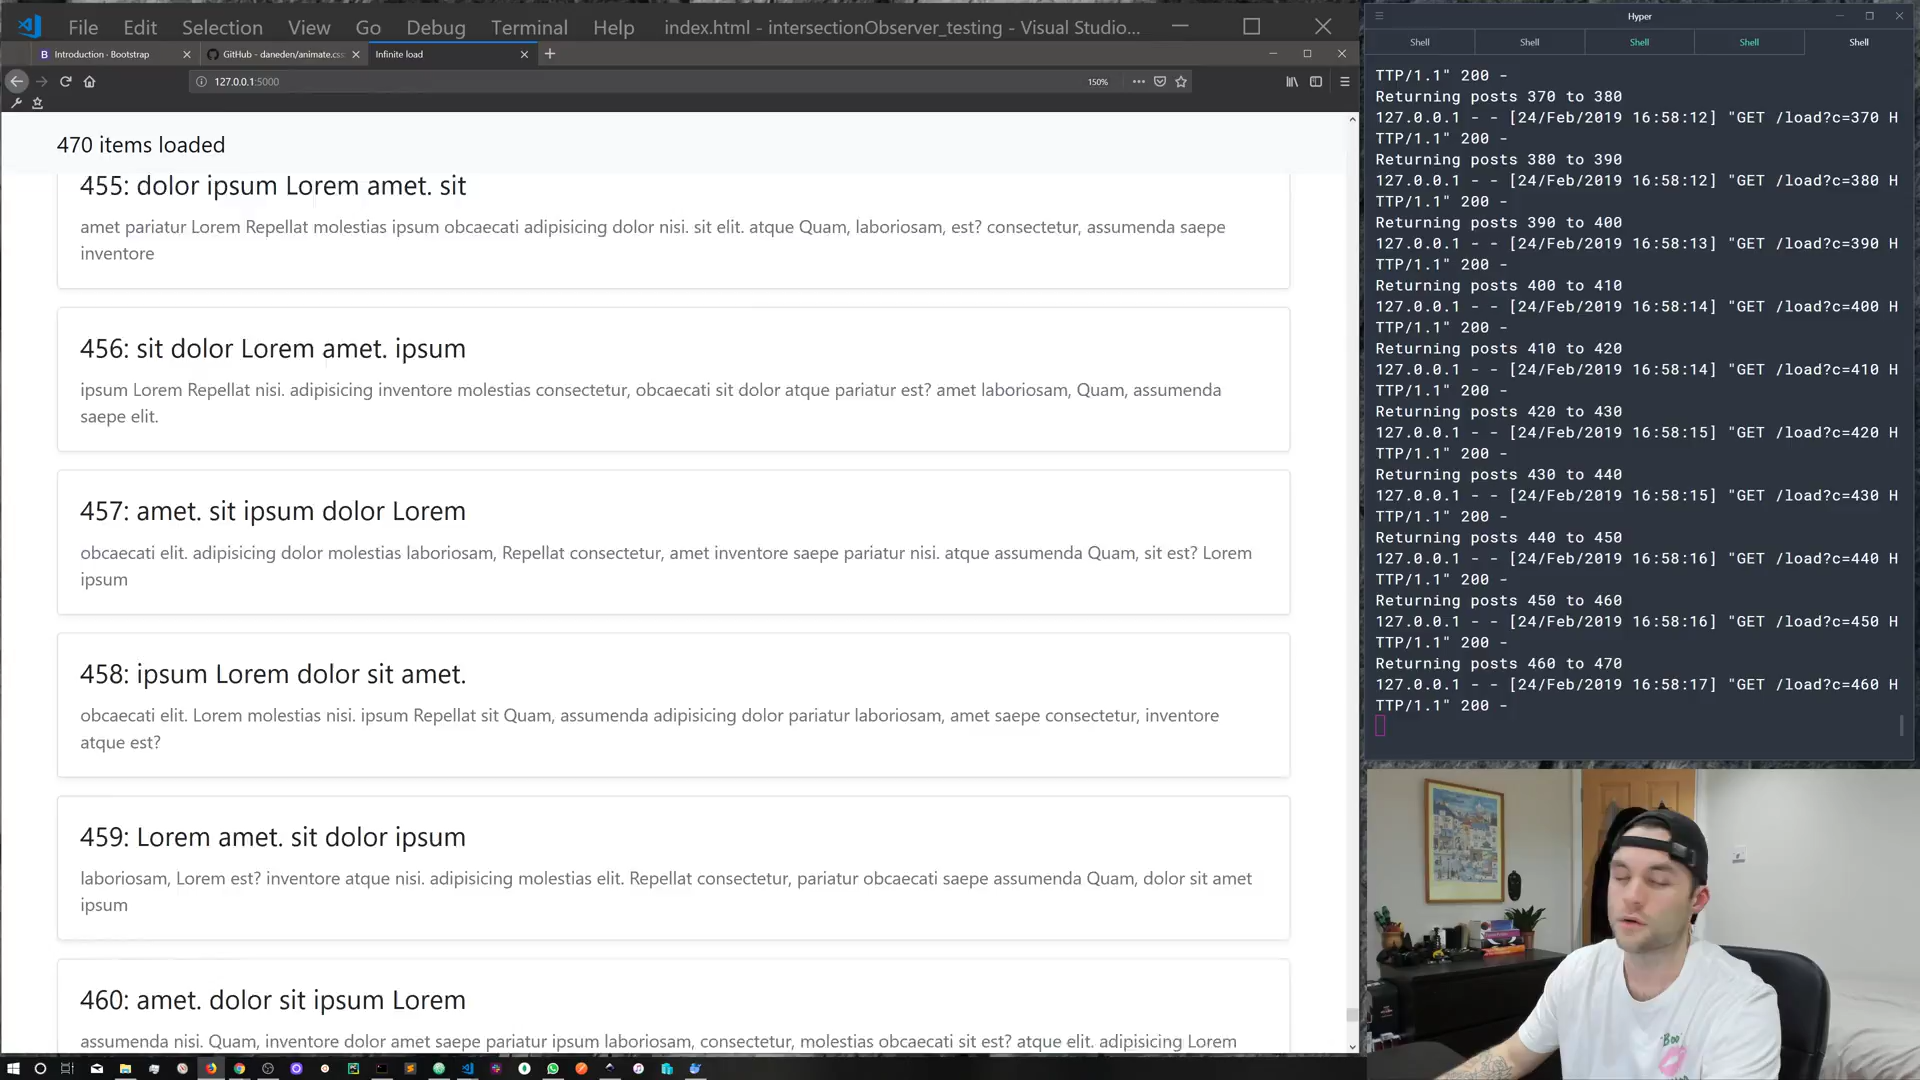 File Edit Selection View Go Debug Terminal Help index.html - intersectionObserver_testing - Visual Studio...
Introduction · Bootstrap
GitHub - daneden/animate.css:
Infinite load
127.0.0.1:5000
150%
470 items loaded
455: dolor ipsum Lorem amet. sit
amet pariatur Lorem Repellat molestias ipsum obcaecati adipisicing dolor nisi. sit elit. atque Quam, laboriosam, est? consectetur, assumenda saepe
inventore
456: sit dolor Lorem amet. ipsum
ipsum Lorem Repellat nisi. adipisicing inventore molestias consectetur, obcaecati sit dolor atque pariatur est? amet laboriosam, Quam, assumenda
saepe elit.
457: amet. sit ipsum dolor Lorem
obcaecati elit. adipisicing dolor molestias laboriosam, Repellat consectetur, amet inventore saepe pariatur nisi. atque assumenda Quam, sit est? Lorem
ipsum
458: ipsum Lorem dolor sit amet.
obcaecati elit. Lorem molestias nisi. ipsum Repellat sit Quam, assumenda adipisicing dolor pariatur laboriosam, amet saepe consectetur, inventore
atque est?
459: Lorem amet. sit dolor ipsum
laboriosam, Lorem est? inventore atque nisi. adipisicing molestias elit. Repellat consectetur, pariatur obcaecati saepe assumenda Quam, dolor sit amet
ipsum
460: amet. dolor sit ipsum Lorem
assumenda nisi. Quam, inventore dolor amet saepe pariatur ipsum laboriosam, consectetur, molestias obcaecati sit est? atque elit. adipisicing Lorem
Hyper
Shell Shell Shell Shell Shell
TTP/1.1" 200 -
Returning posts 370 to 380
127.0.0.1 - - [24/Feb/2019 16:58:12] "GET /load?c=370 H
TTP/1.1" 200 -
Returning posts 380 to 390
127.0.0.1 - - [24/Feb/2019 16:58:12] "GET /load?c=380 H
TTP/1.1" 200 -
Returning posts 390 to 400
127.0.0.1 - - [24/Feb/2019 16:58:13] "GET /load?c=390 H
TTP/1.1" 200 -
Returning posts 400 to 410
127.0.0.1 - - [24/Feb/2019 16:58:14] "GET /load?c=400 H
TTP/1.1" 200 -
Returning posts 410 to 420
127.0.0.1 - - [24/Feb/2019 16:58:14] "GET /load?c=410 H
TTP/1.1" 200 -
Returning posts 420 to 430
127.0.0.1 - - [24/Feb/2019 16:58:15] "GET /load?c=420 H
TTP/1.1" 200 -
Returning posts 430 to 440
127.0.0.1 - - [24/Feb/2019 16:58:15] "GET /load?c=430 H
TTP/1.1" 200 -
Returning posts 440 to 450
127.0.0.1 - - [24/Feb/2019 16:58:16] "GET /load?c=440 H
TTP/1.1" 200 -
Returning posts 450 to 460
127.0.0.1 - - [24/Feb/2019 16:58:16] "GET /load?c=450 H
TTP/1.1" 200 -
Returning posts 460 to 470
127.0.0.1 - - [24/Feb/2019 16:58:17] "GET /load?c=460 H
TTP/1.1" 200 -
"Boo